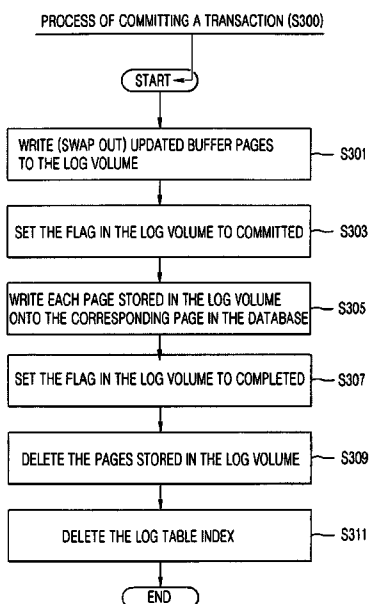 PROCESS OF COMMITTING A TRANSACTION (S300)
START
WRITE (SWAP OUT) UPDATED BUFFER PAGES
TO THE LOG VOLUME
S301
SET THE FLAG IN THE LOG VOLUME TO COMMITTED
S303
WRITE EACH PAGE STORED IN THE LOG VOLUME
ONTO THE CORRESPONDING PAGE IN THE DATABASE
S305
SET THE FLAG IN THE LOG VOLUME TO COMPLETED
S307
DELETE THE PAGES STORED IN THE LOG VOLUME
S309
DELETE THE LOG TABLE INDEX
S311
END